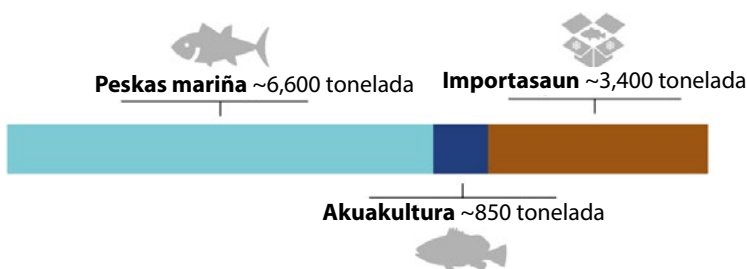 Peskas mariña ~6,600 tonelada
Importasaun ~3,400 tonelada
Akuakultura ~850 tonelada